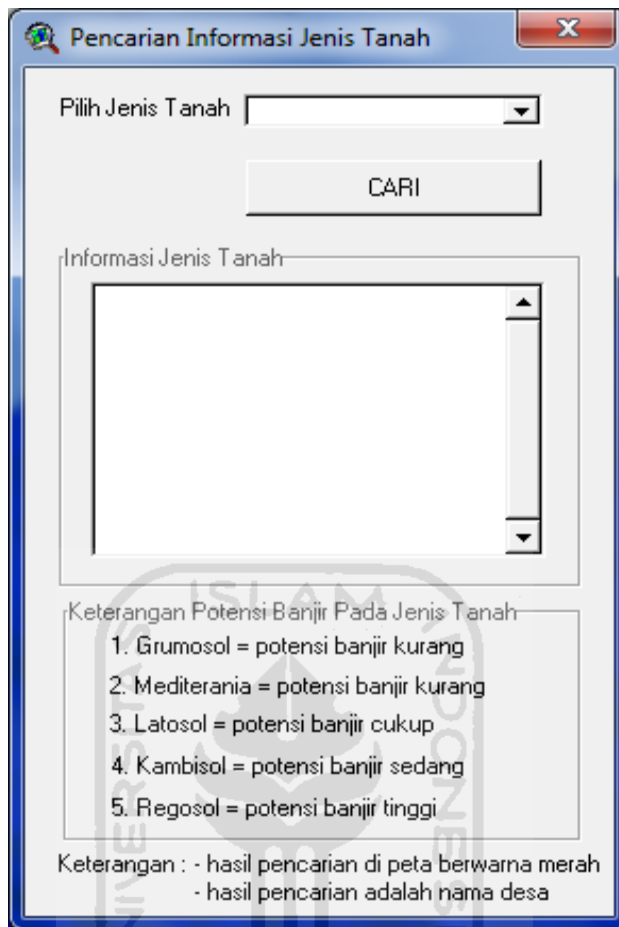 Pencarian Informasi Jenis Tanah
Pilih Jenis Tanah
CARI
Informasi Jenis Tanah
Keterangan Potensi Banjir Pada Jenis Tanah
1. Grumosol = potensi banjir kurang
2. Mediterania = potensi banjir kurang
3. Latosol = potensi banjir cukup
4. Kambisol = potensi banjir sedang
5. Regosol = potensi banjir tinggi
Keterangan : - hasil pencarian di peta berwarna merah
- hasil pencarian adalah nama desa
ISLAM